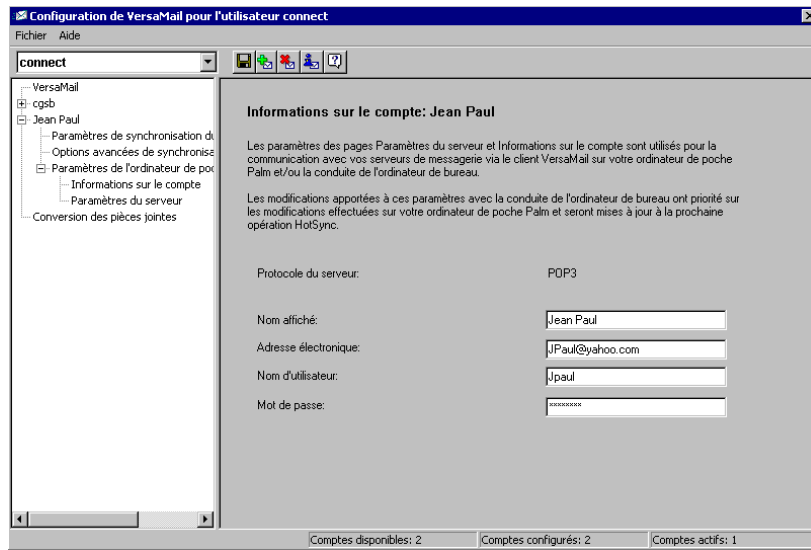 Configuration de VersaMail pour l'utilisateur connect
Fichier Aide
connect
VersaMail
cgsb
Jean Paul
Paramètres de synchronisation du
Options avancées de synchronisa
Paramètres de l'ordinateur de poc
Informations sur le compte
Paramètres du serveur
Conversion des pièces jointes
Informations sur le compte: Jean Paul
Les paramètres des pages Paramètres du serveur et Informations sur le compte sont utilisés pour la
communication avec vos serveurs de messagerie via le client VersaMail sur votre ordinateur de poche
Palm et/ou la conduite de l'ordinateur de bureau.
Les modifications apportées à ces paramètres avec la conduite de l'ordinateur de bureau ont priorité sur
les modifications effectuées sur votre ordinateur de poche Palm et seront mises à jour à la prochaine
opération HotSync.
Protocole du serveur: POP3
Nom affiché: Jean Paul
Adresse électronique: JPaul@yahoo.com
Nom d'utilisateur: Jpaul
Mot de passe: ××××××××
Comptes disponibles: 2 Comptes configurés: 2 Comptes actifs: 1